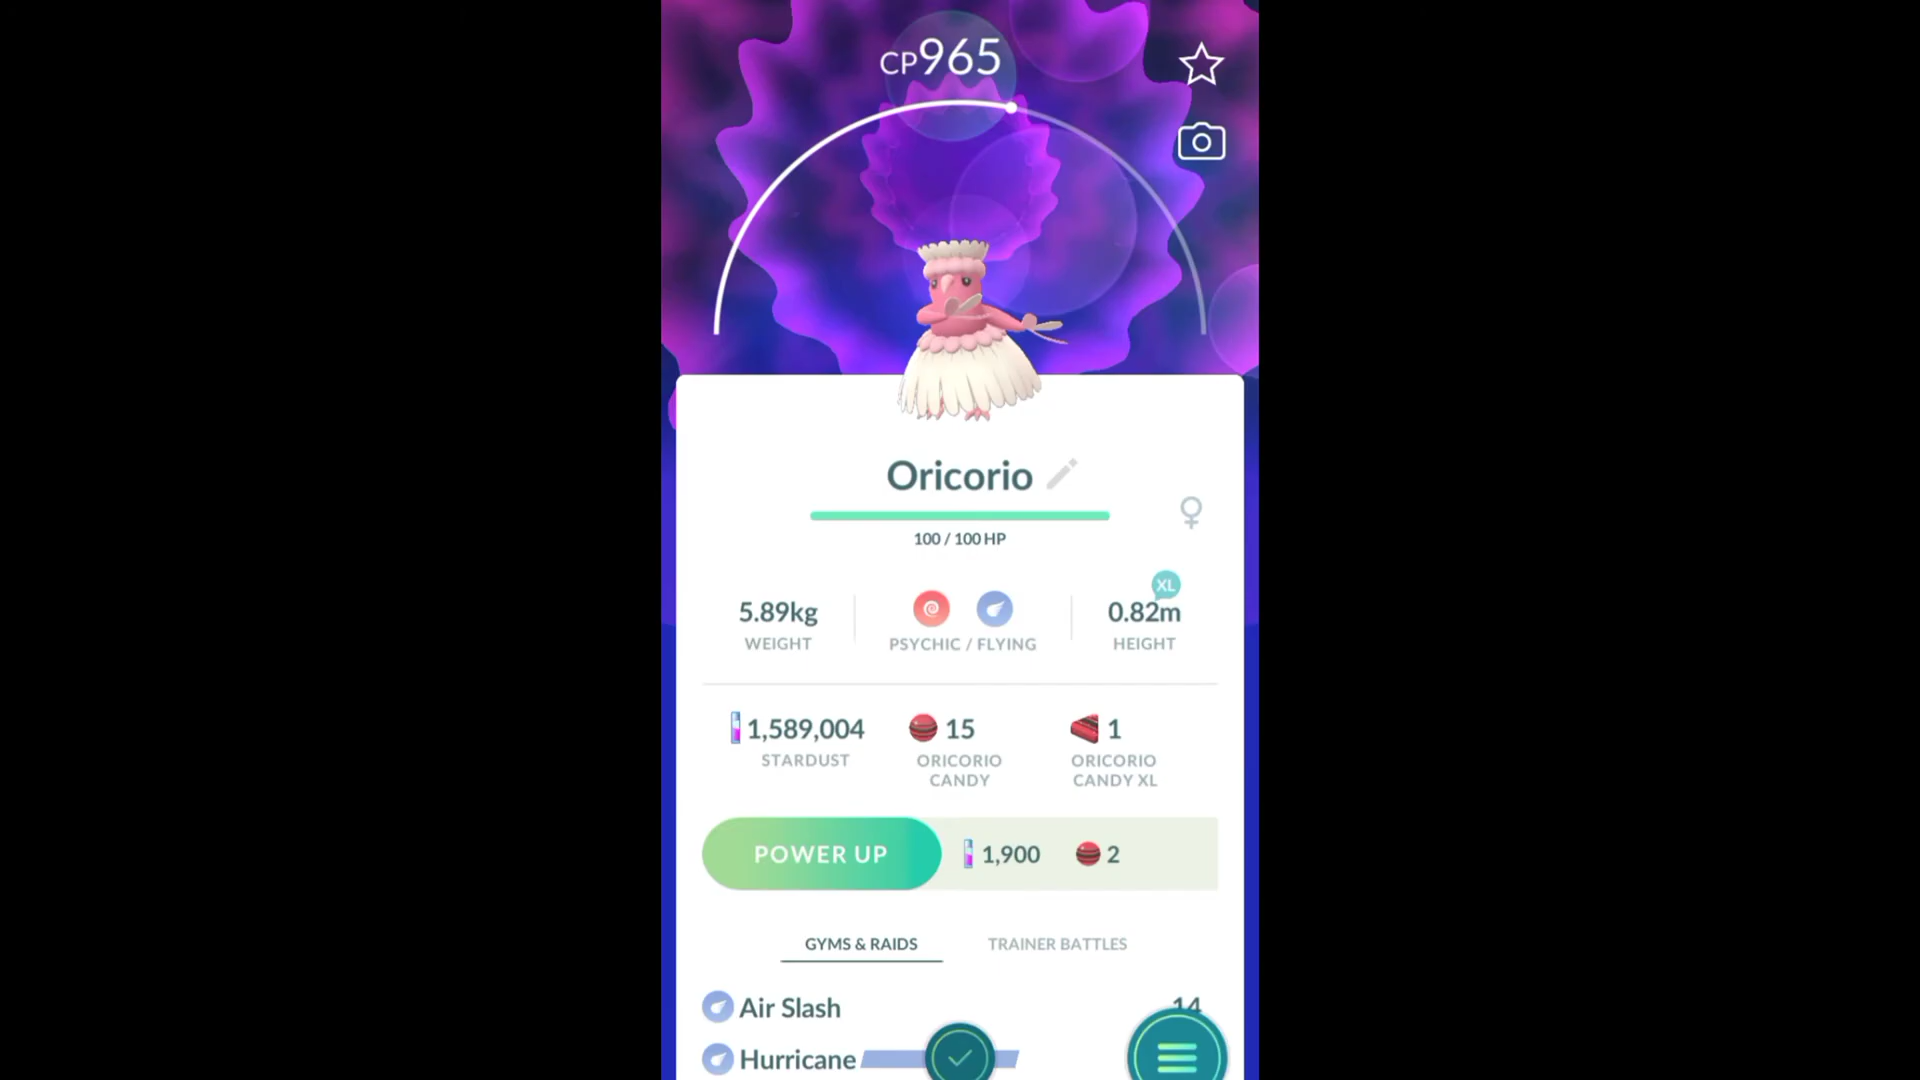 CP965
Oricorio
100 / 100 HP
XL
5.89kg
WEIGHT
PSYCHIC / FLYING
0.82m
HEIGHT
1,589,004
STARDUST
15
ORICORIO
CANDY
1
ORICORIO
CANDY XL
POWER UP
1,900
2
GYMS & RAIDS
TRAINER BATTLES
Air Slash
14
Hurricane